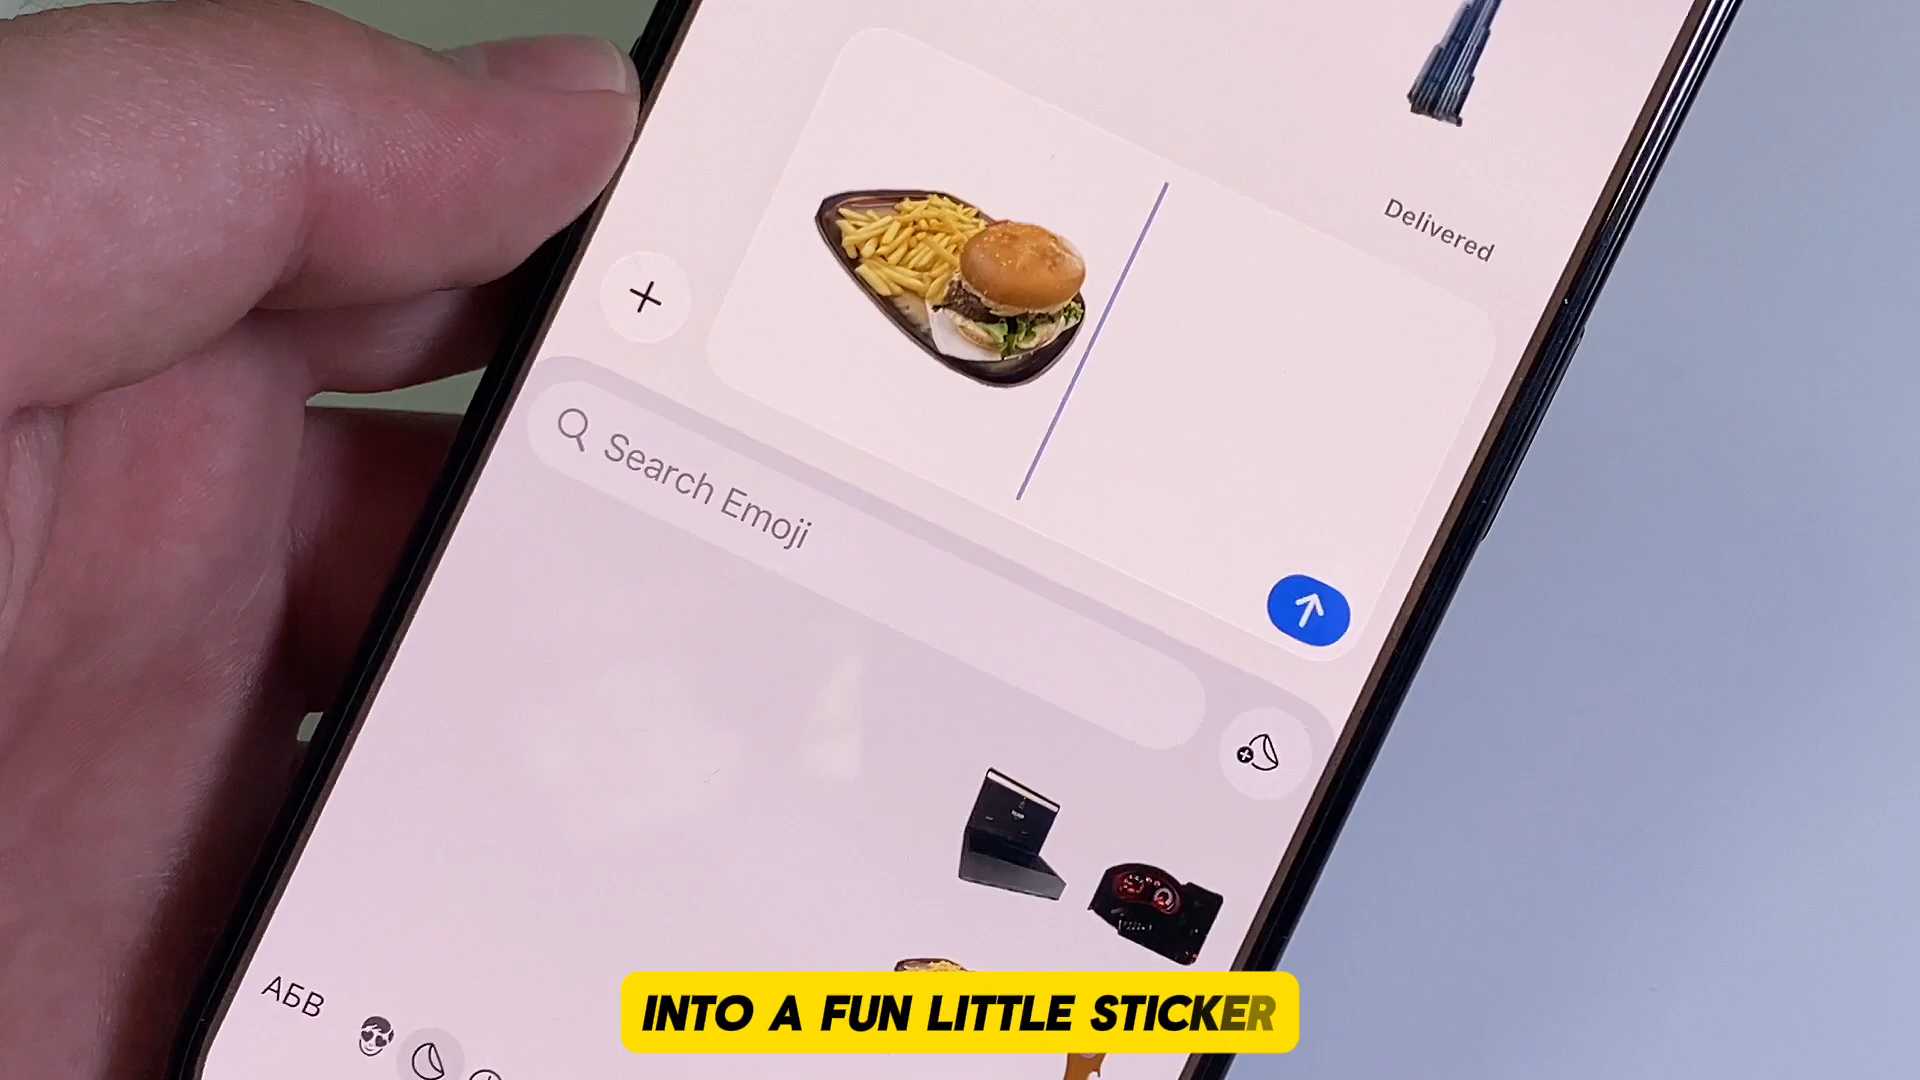 Delivered
Search Emoji
АБВ
INTO A FUN LITTLE STICKER